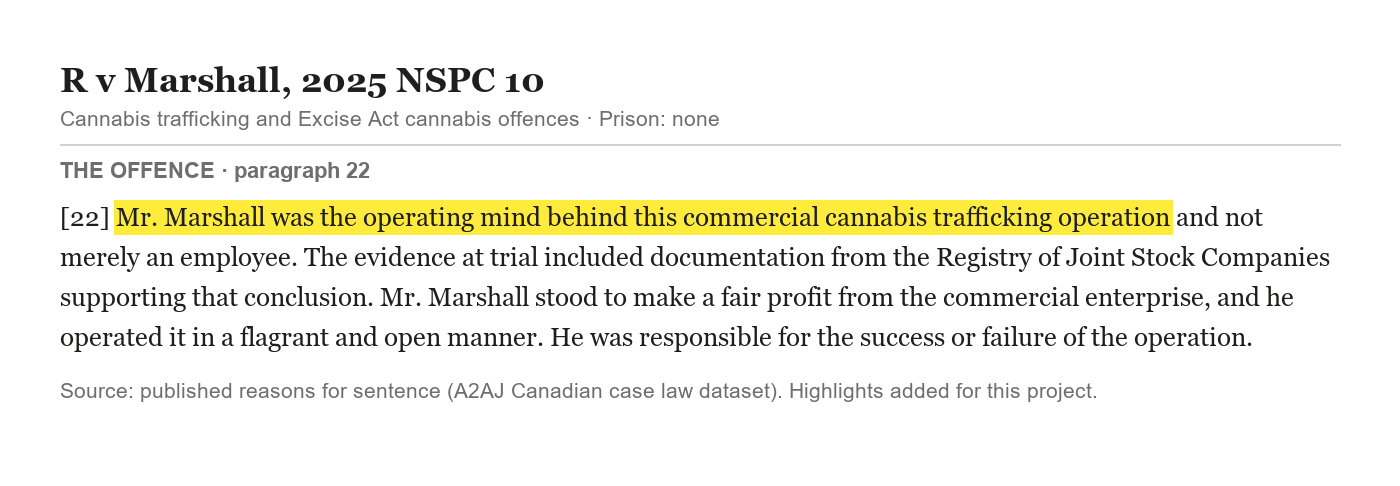 R v Marshall, 2025 NSPC 10
Cannabis trafficking and Excise Act cannabis offences · Prison: none
THE OFFENCE · paragraph 22
[22] Mr. Marshall was the operating mind behind this commercial cannabis trafficking operation and not
merely an employee. The evidence at trial included documentation from the Registry of Joint Stock Companies
supporting that conclusion. Mr. Marshall stood to make a fair profit from the commercial enterprise, and he
operated it in a flagrant and open manner. He was responsible for the success or failure of the operation.
Source: published reasons for sentence (A2AJ Canadian case law dataset). Highlights added for this project.